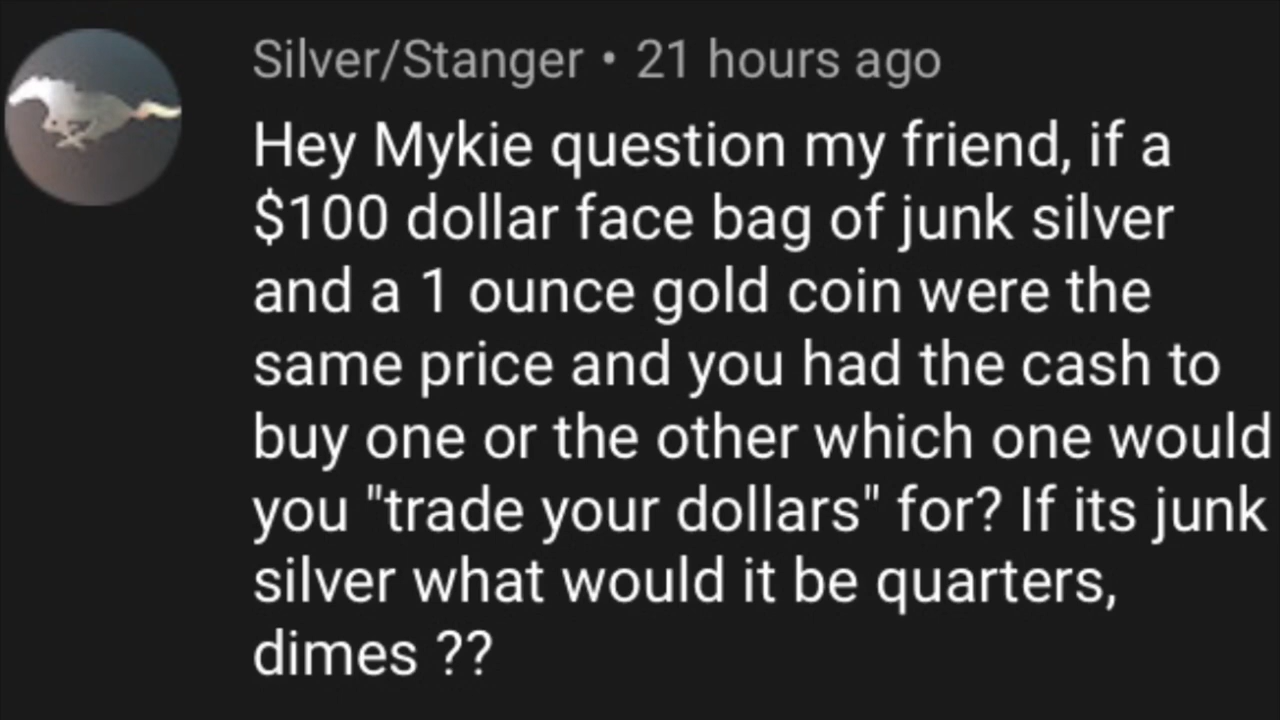 Silver/Stanger • 21 hours ago
Hey Mykie question my friend, if a
$100 dollar face bag of junk silver
and a 1 ounce gold coin were the
same price and you had the cash to
buy one or the other which one would
you "trade your dollars" for? If its junk
silver what would it be quarters,
dimes ??